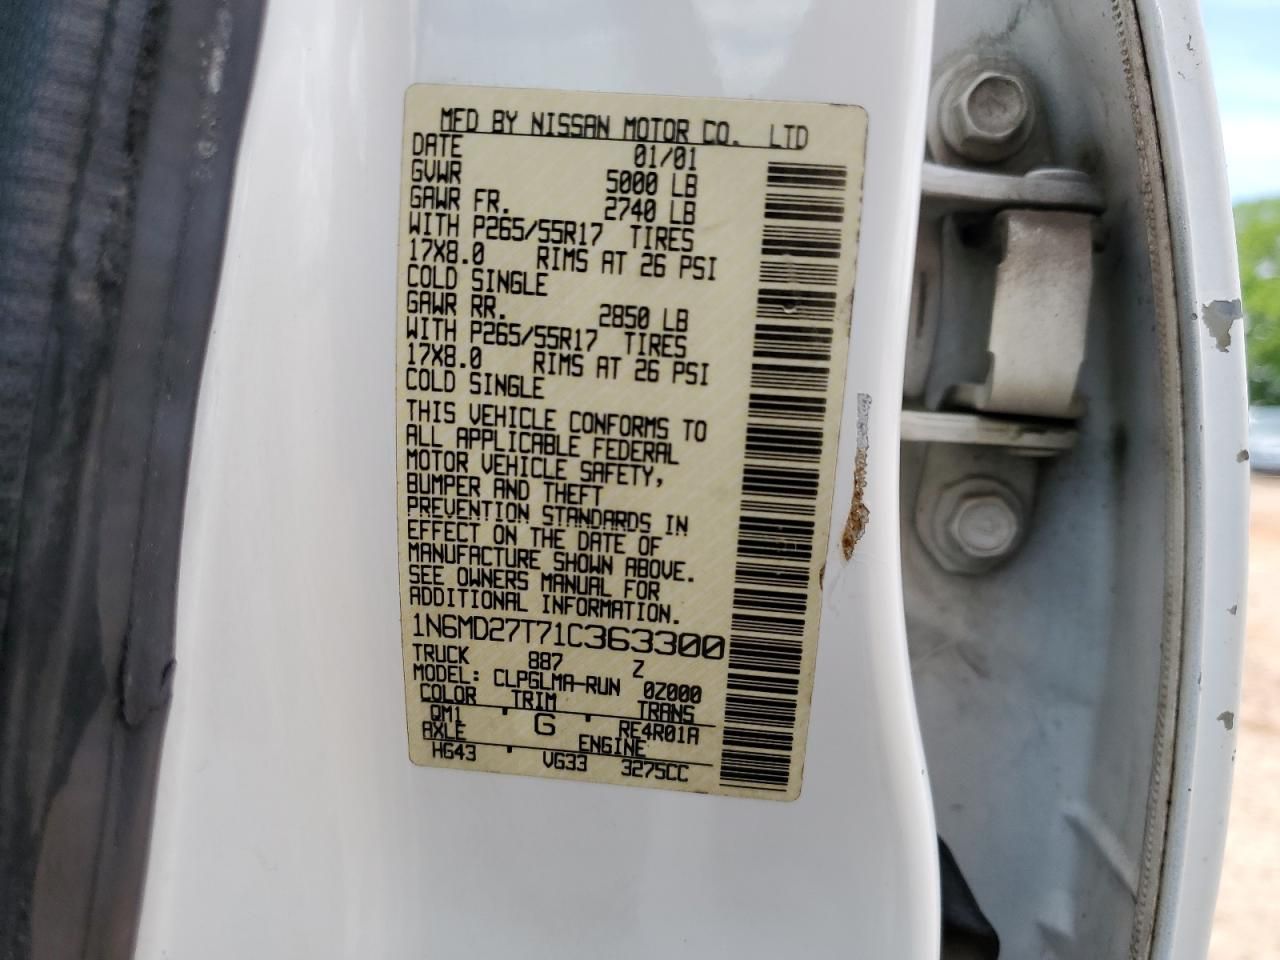 MFD BY NISSAN MOTOR CO. LTD
DATE 01/01
GVWR 5000 LB
GAWR FR. 2740 LB
WITH P265/55R17 TIRES
17X8.0 RIMS AT 26 PSI
COLD SINGLE
GAWR RR. 2850 LB
WITH P265/55R17 TIRES
17X8.0 RIMS AT 26 PSI
COLD SINGLE
THIS VEHICLE CONFORMS TO
ALL APPLICABLE FEDERAL
MOTOR VEHICLE SAFETY,
BUMPER AND THEFT
PREVENTION STANDARDS IN
EFFECT ON THE DATE OF
MANUFACTURE SHOWN ABOVE.
SEE OWNERS MANUAL FOR
ADDITIONAL INFORMATION.
1N6MD27T71C363300
TRUCK 887 Z
MODEL: CLPGLMA-RUN 0Z000
COLOR TRIM TRANS
QM1 G RE4R01A
AXLE ENGINE
HG43 VG33 3275CC